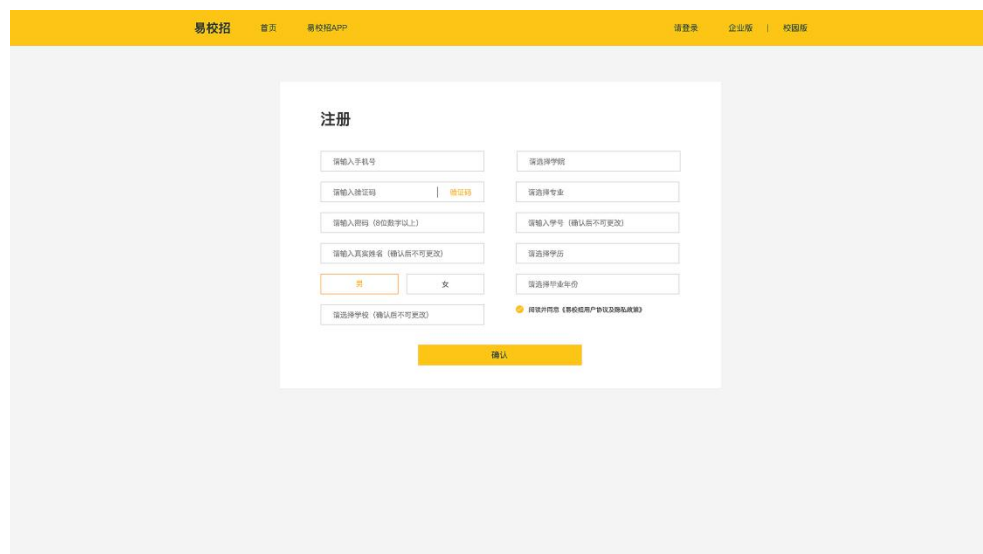 易校招 首页 易校招APP 请登录 企业版 | 校园版
注册
请输入手机号
请输入验证码 | 验证码
请输入密码（8位数字以上）
请输入真实姓名（确认后不可更改）
男 女
请选择学校（确认后不可更改）
请选择学院
请选择专业
请输入学号（确认后不可更改）
请选择学历
请选择毕业年份
阅读并同意《易校招用户协议及隐私政策》
确认